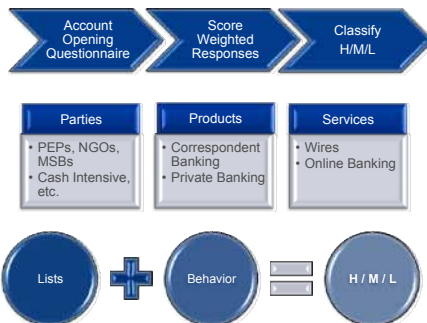 Account
Opening
Questionnaire
Score
Weighted
Responses
Classify
H/M/L
Parties
• PEPs, NGOs,
MSBs
• Cash Intensive,
etc.
Products
• Correspondent
Banking
• Private Banking
Services
• Wires
• Online Banking
Lists
Behavior
H / M / L